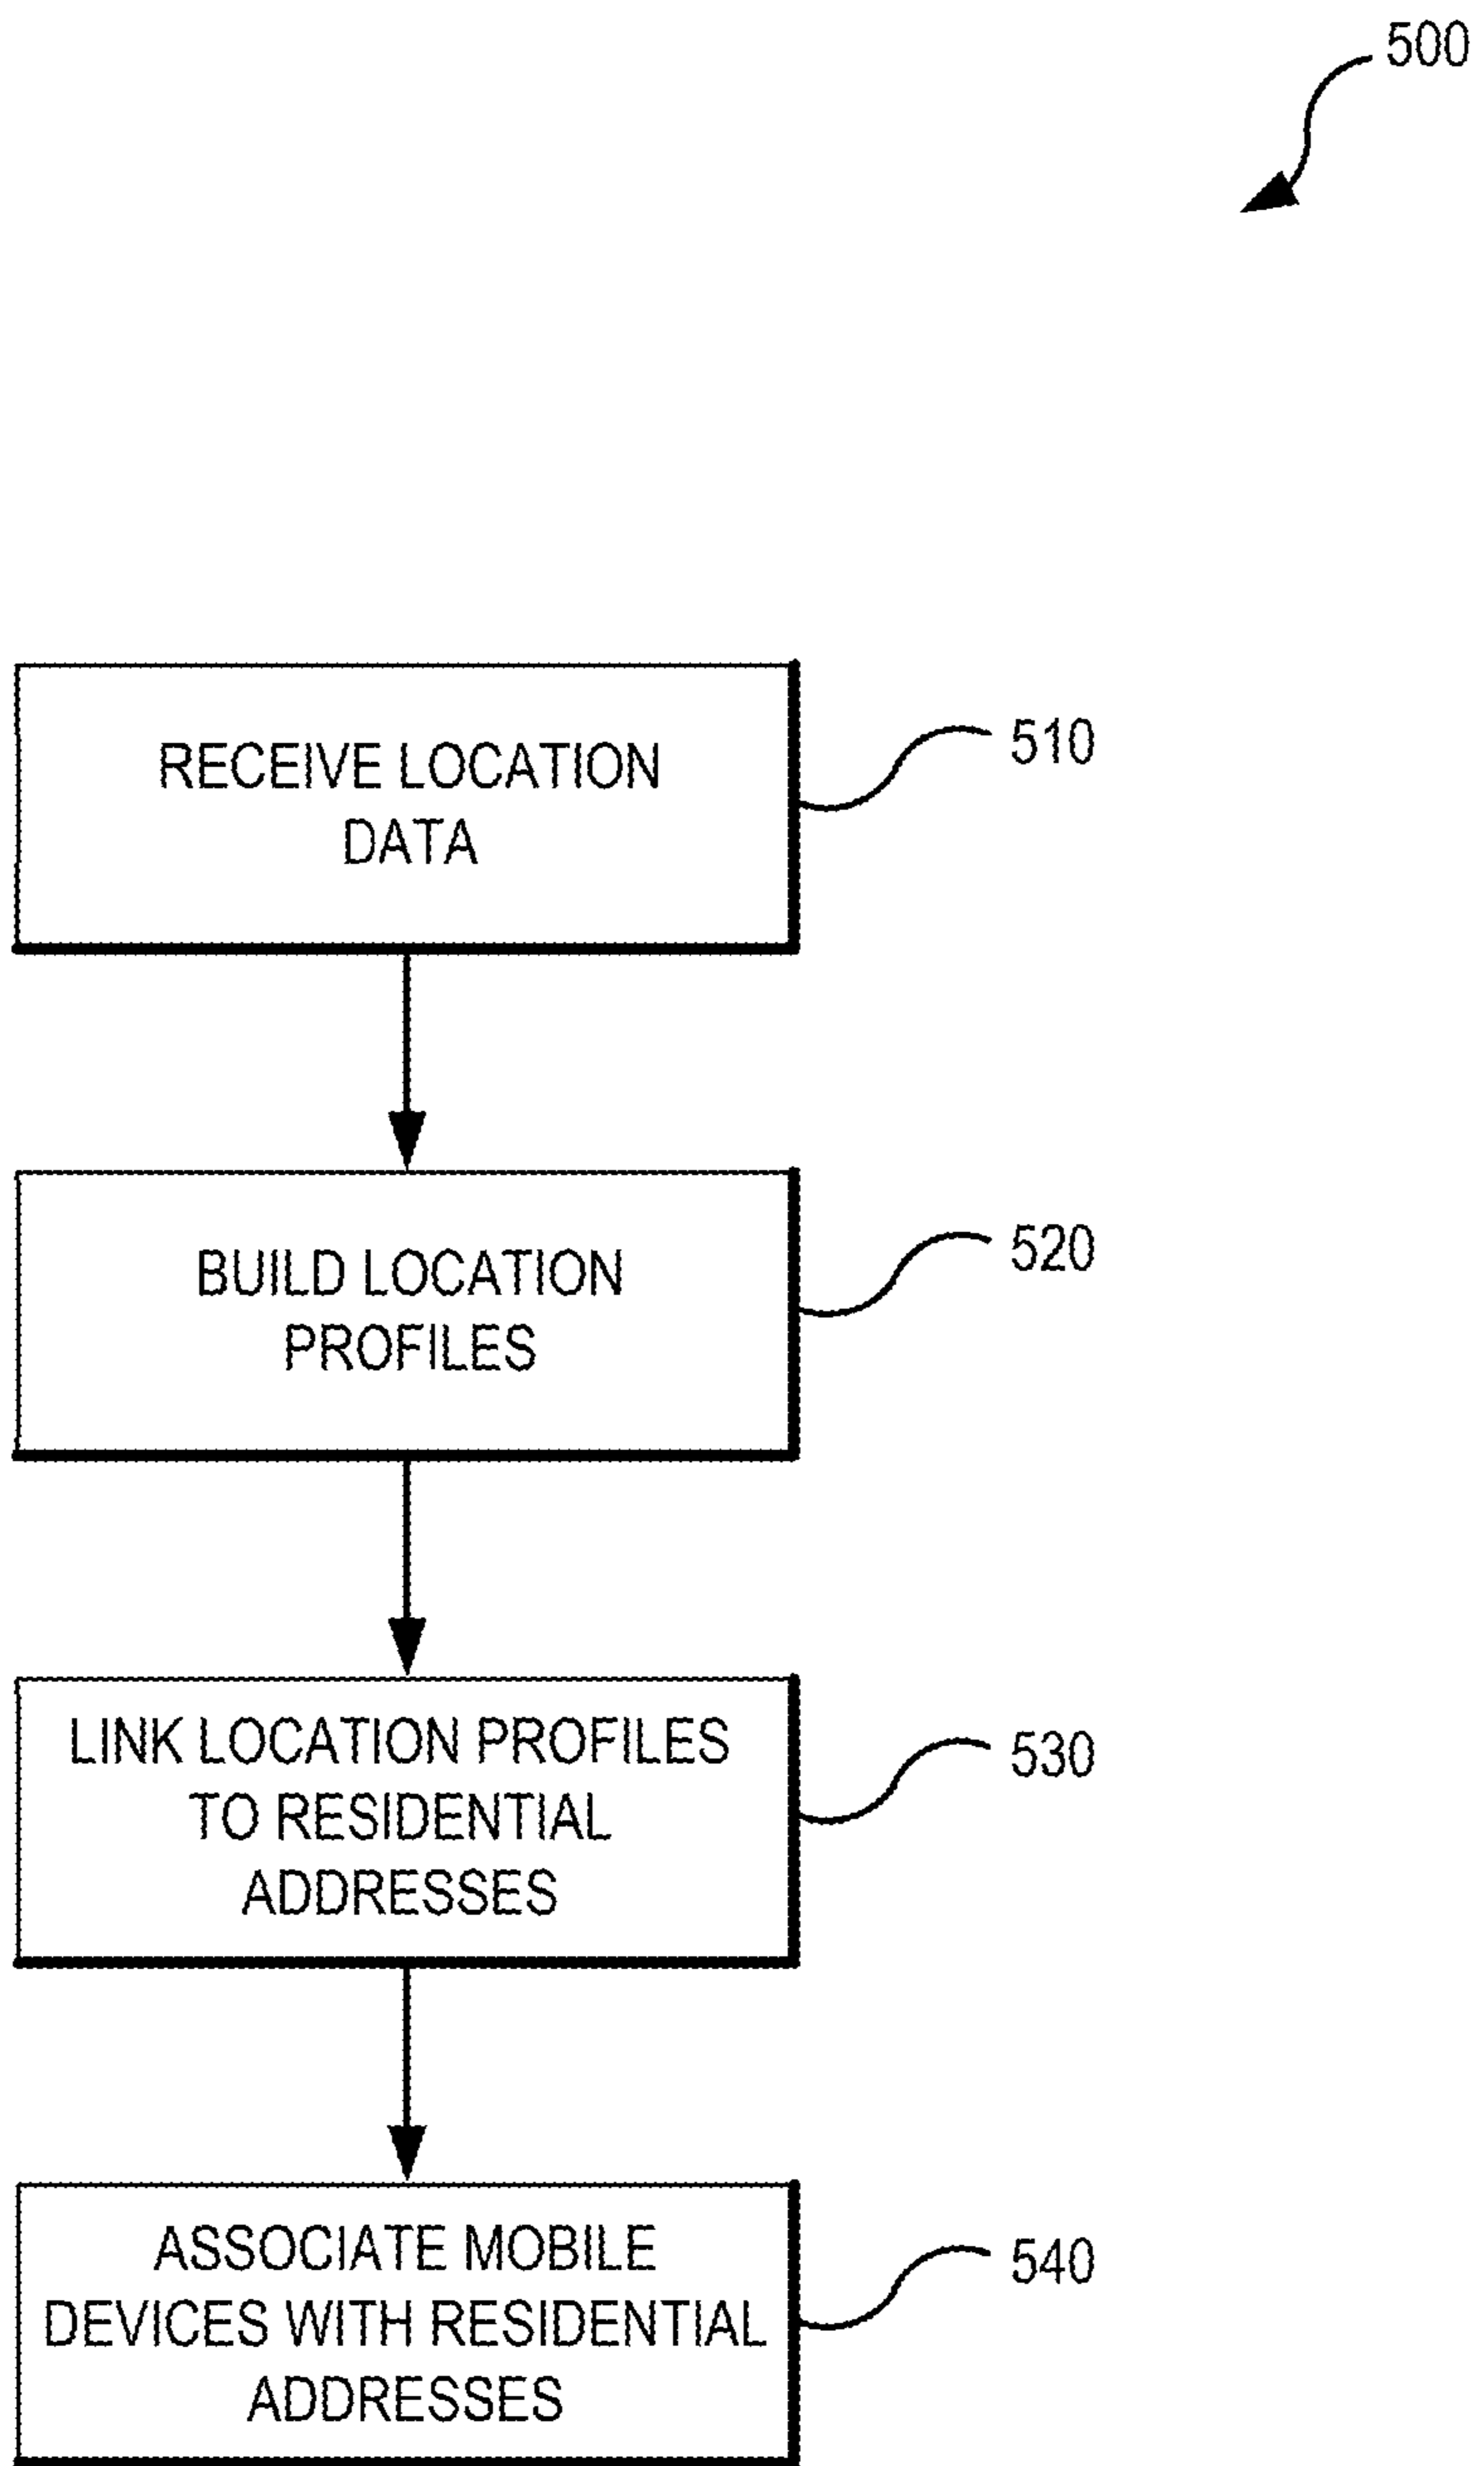 500
RECEIVE LOCATION
DATA
510
BUILD LOCATION
PROFILES
520
LINK LOCATION PROFILES
TO RESIDENTIAL
ADDRESSES
530
ASSOCIATE MOBILE
DEVICES WITH RESIDENTIAL
ADDRESSES
540